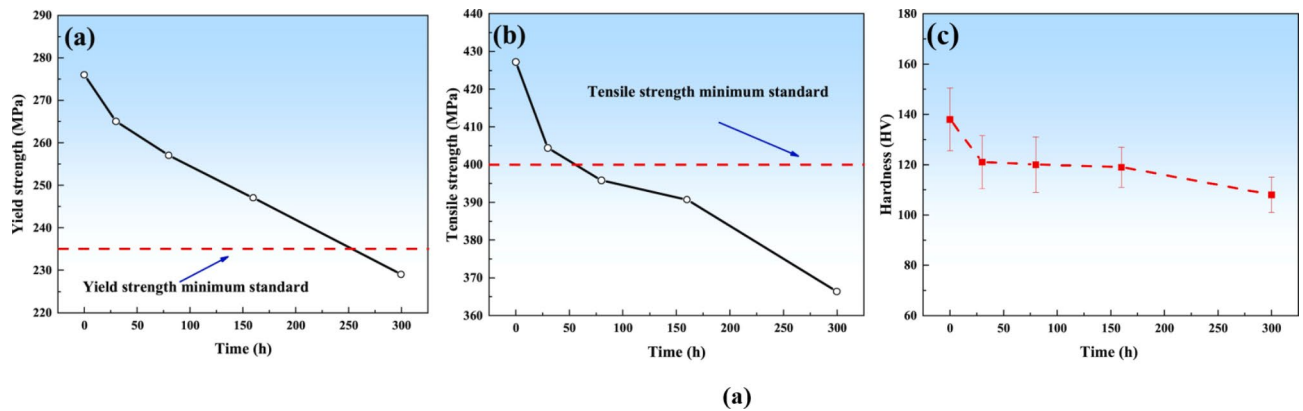 (a)
Yield strength (MPa)
290
280
270
260
250
240
230
220
Yield strength minimum standard
0 50 100 150 200 250 300
Time (h)
(b)
Tensile strength (MPa)
440
430
420
410
400
390
380
370
360
Tensile strength minimum standard
0 50 100 150 200 250 300
Time (h)
(c)
Hardness (HV)
180
160
140
120
100
80
60
0 50 100 150 200 250 300
Time (h)
(a)